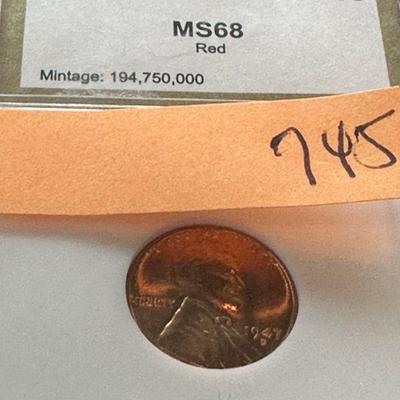 MS68
Red
Mintage: 194,750,000
745
LIBERTY
1947
D